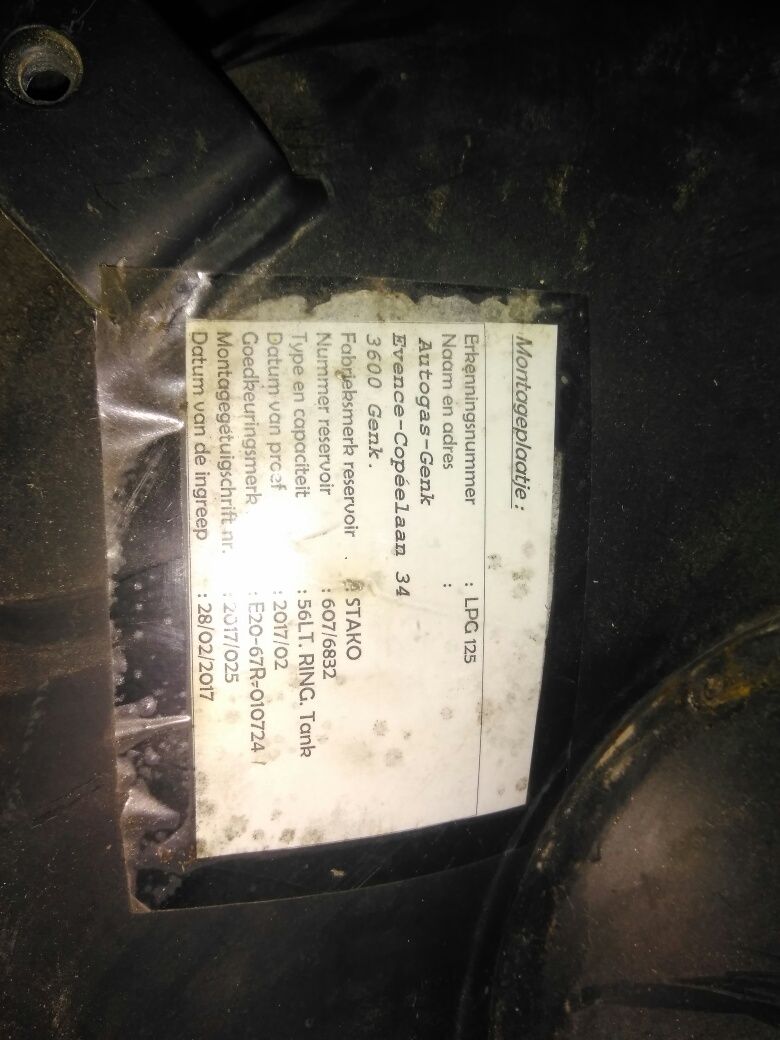 Montageplaatje:
Erkenningsnummer : LPG 125
Naam en adres :
Autogas-Genk
Evence-Copéelaan 34
3600 Genk.
Fabrieksmerk reservoir : STAKO
Nummer reservoir : 607/6832
Type en capaciteit : 56LT. RING. Tank
Datum van proef : 2017/02
Goedkeuringsmerk : E20-67R-010724
Montagegetuigschrift nr. : 2017/025
Datum van de ingreep : 28/02/2017